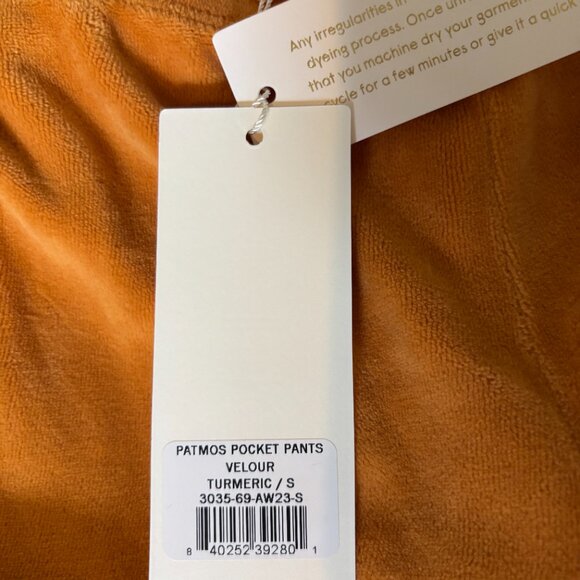 Any irregularities in
dyeing process. Once
that you machine dry your
cycle for a few minutes or give it a quick
PATMOS POCKET PANTS
VELOUR
TURMERIC / S
3035-69-AW23-S
8 40252 39280 1